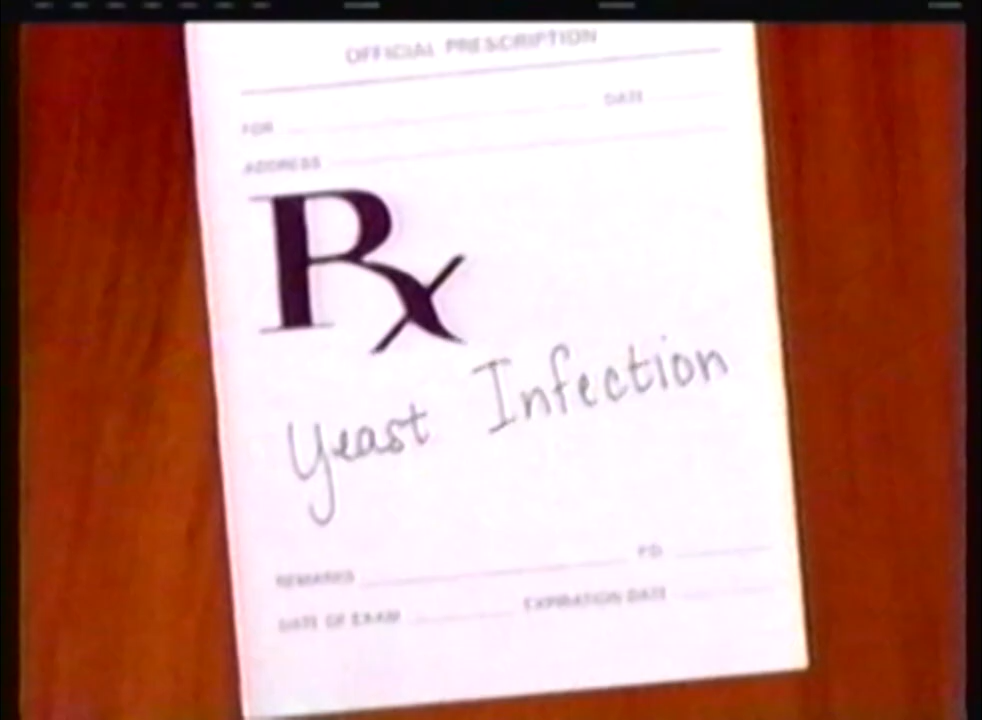 OFFICIAL PRESCRIPTION
FOR DATE
ADDRESS
Rx
Yeast Infection
REMARKS P.D.
DATE OF EXAM EXPIRATION DATE